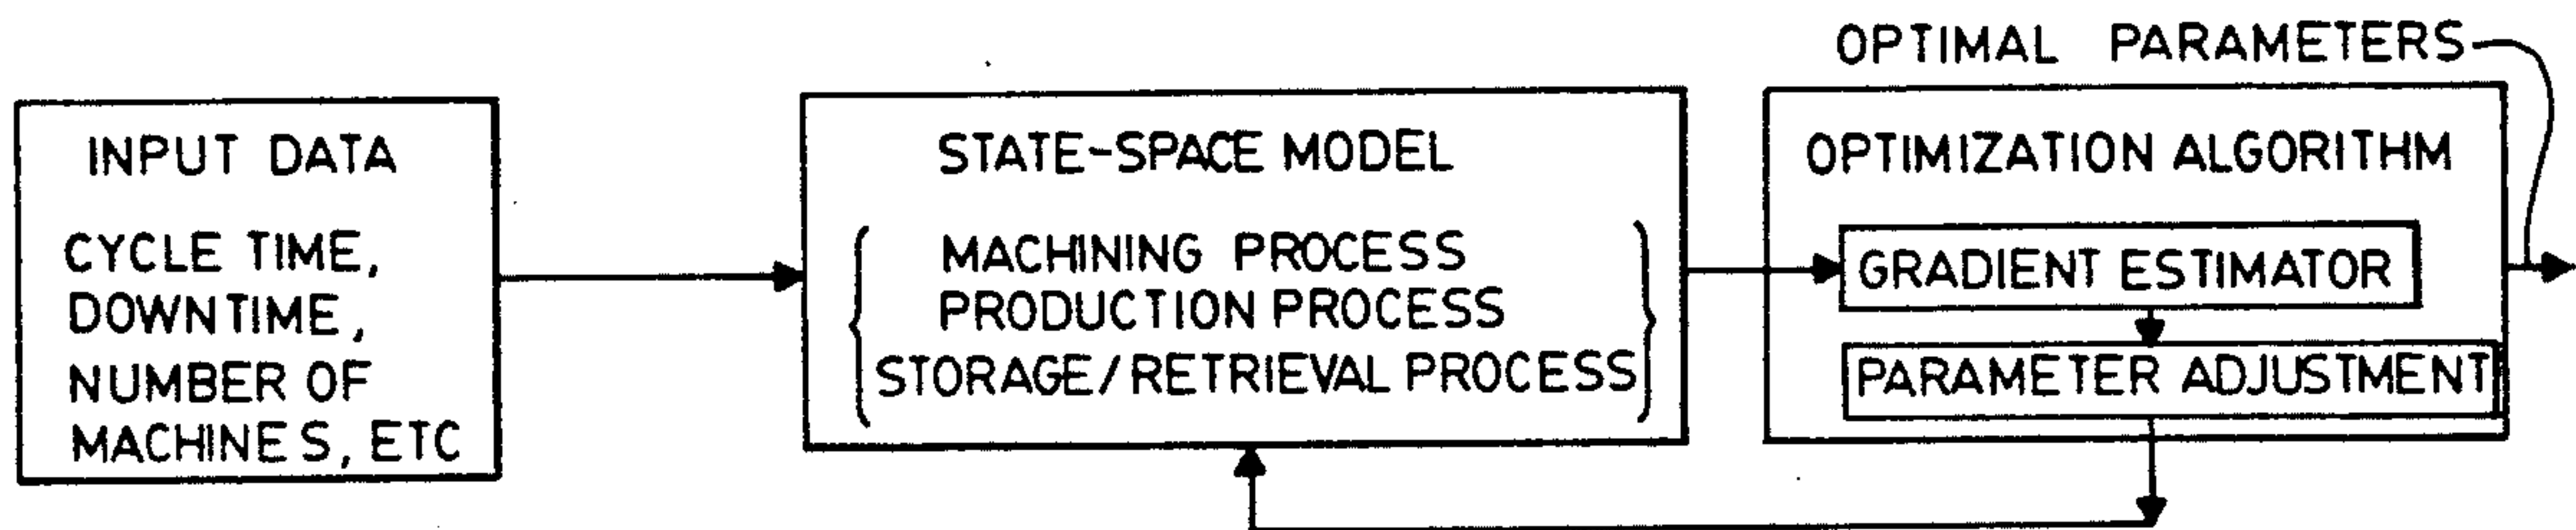 OPTIMAL PARAMETERS
INPUT DATA
CYCLE TIME,
DOWNTIME,
NUMBER OF
MACHINES, ETC
STATE-SPACE MODEL
MACHINING PROCESS
PRODUCTION PROCESS
STORAGE/RETRIEVAL PROCESS
OPTIMIZATION ALGORITHM
GRADIENT ESTIMATOR
PARAMETER ADJUSTMENT